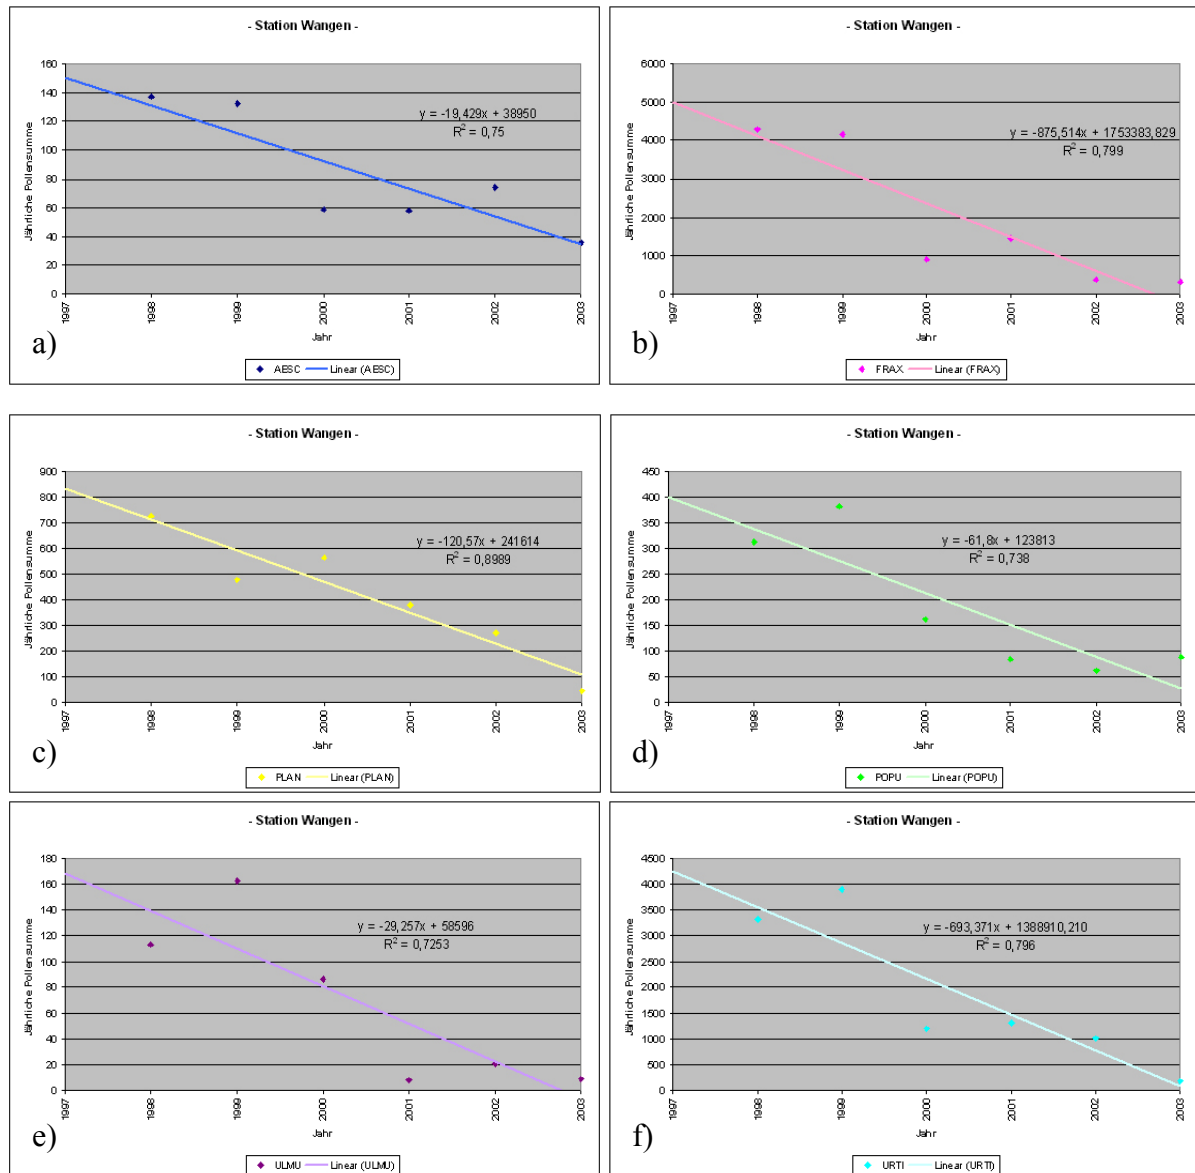 - Station Wangen -
160
140
120
100
80
60
40
20
0
Jährliche Pollensumme
y = -19,429x + 38950
R² = 0,75
1997 1998 1999 2000 2001 2002 2003
Jahr
a)
AESC Linear (AESC)
- Station Wangen -
6000
5000
4000
3000
2000
1000
0
Jährliche Pollensumme
y = -875,514x + 1753383,829
R² = 0,799
1997 1998 1999 2000 2001 2002 2003
Jahr
b)
FRAX Linear (FRAX)
- Station Wangen -
900
800
700
600
500
400
300
200
100
0
Jährliche Pollensumme
y = -120,57x + 241614
R² = 0,8989
1997 1998 1999 2000 2001 2002 2003
Jahr
c)
PLAN Linear (PLAN)
- Station Wangen -
450
400
350
300
250
200
150
100
50
0
Jährliche Pollensumme
y = -61,8x + 123813
R² = 0,738
1997 1998 1999 2000 2001 2002 2003
Jahr
d)
POPU Linear (POPU)
- Station Wangen -
180
160
140
120
100
80
60
40
20
0
Jährliche Pollensumme
y = -29,257x + 58596
R² = 0,7253
1997 1998 1999 2000 2001 2002 2003
Jahr
e)
ULMU Linear (ULMU)
- Station Wangen -
4500
4000
3500
3000
2500
2000
1500
1000
500
0
Jährliche Pollensumme
y = -693,371x + 1388910,210
R² = 0,796
1997 1998 1999 2000 2001 2002 2003
Jahr
f)
URTI Linear (URTI)